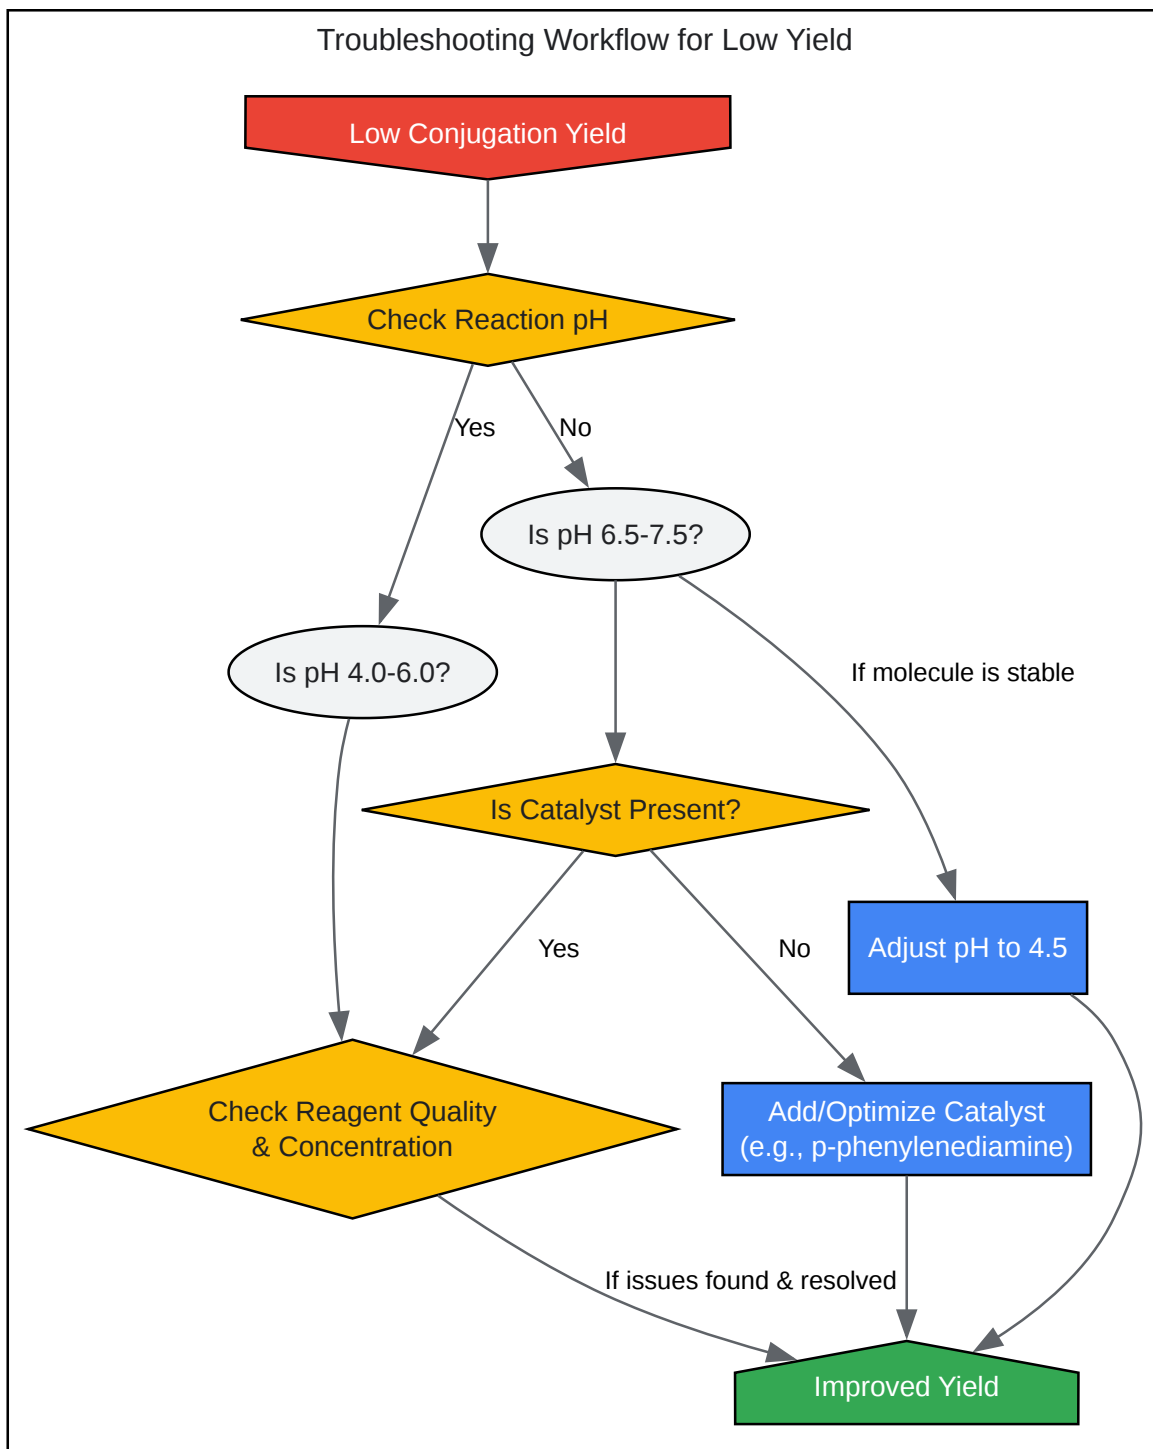 Troubleshooting Workflow for Low Yield
Low Conjugation Yield
Check Reaction pH
Yes
No
Is pH 6.5-7.5?
Is pH 4.0-6.0?
If molecule is stable
Is Catalyst Present?
Yes
No
Adjust pH to 4.5
Check Reagent Quality
& Concentration
Add/Optimize Catalyst
(e.g., p-phenylenediamine)
If issues found & resolved
Improved Yield